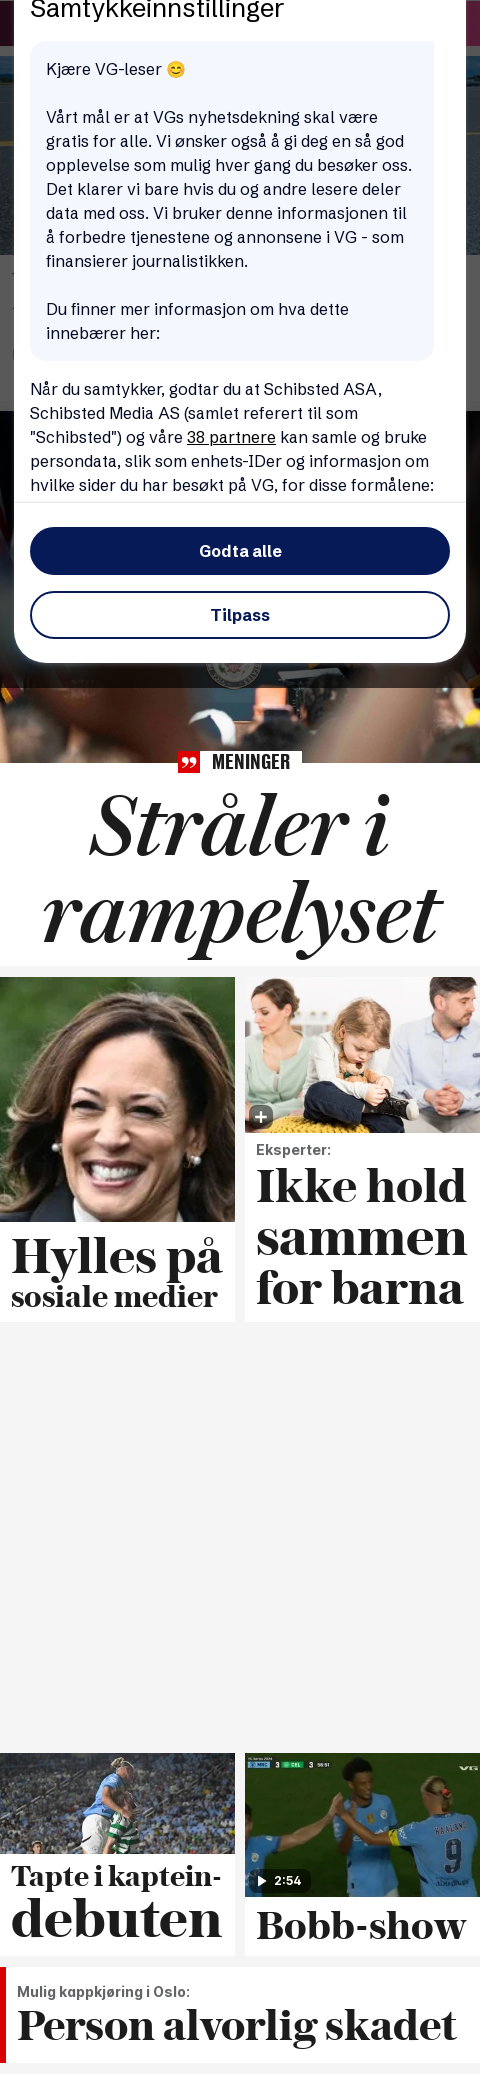 Samtykkeinnstillinger
Kjære VG-leser 😊
Vårt mål er at VGs nyhetsdekning skal være
gratis for alle. Vi ønsker også å gi deg en så god
opplevelse som mulig hver gang du besøker oss.
Det klarer vi bare hvis du og andre lesere deler
data med oss. Vi bruker denne informasjonen til
å forbedre tjenestene og annonsene i VG - som
finansierer journalistikken.
Du finner mer informasjon om hva dette
innebærer her:
Når du samtykker, godtar du at Schibsted ASA,
Schibsted Media AS (samlet referert til som
"Schibsted") og våre 38 partnere kan samle og bruke
persondata, slik som enhets-IDer og informasjon om
hvilke sider du har besøkt på VG, for disse formålene:
Godta alle
Tilpass
MENINGER
Stråler i
rampelyset
Hylles på
sosiale medier
Eksperter:
Ikke hold
sammen
for barna
Tapte i kaptein-
debuten
3 CEL 3
VG
HAALAND
9
2:54
Bobb-show
Mulig kappkjøring i Oslo:
Person alvorlig skadet